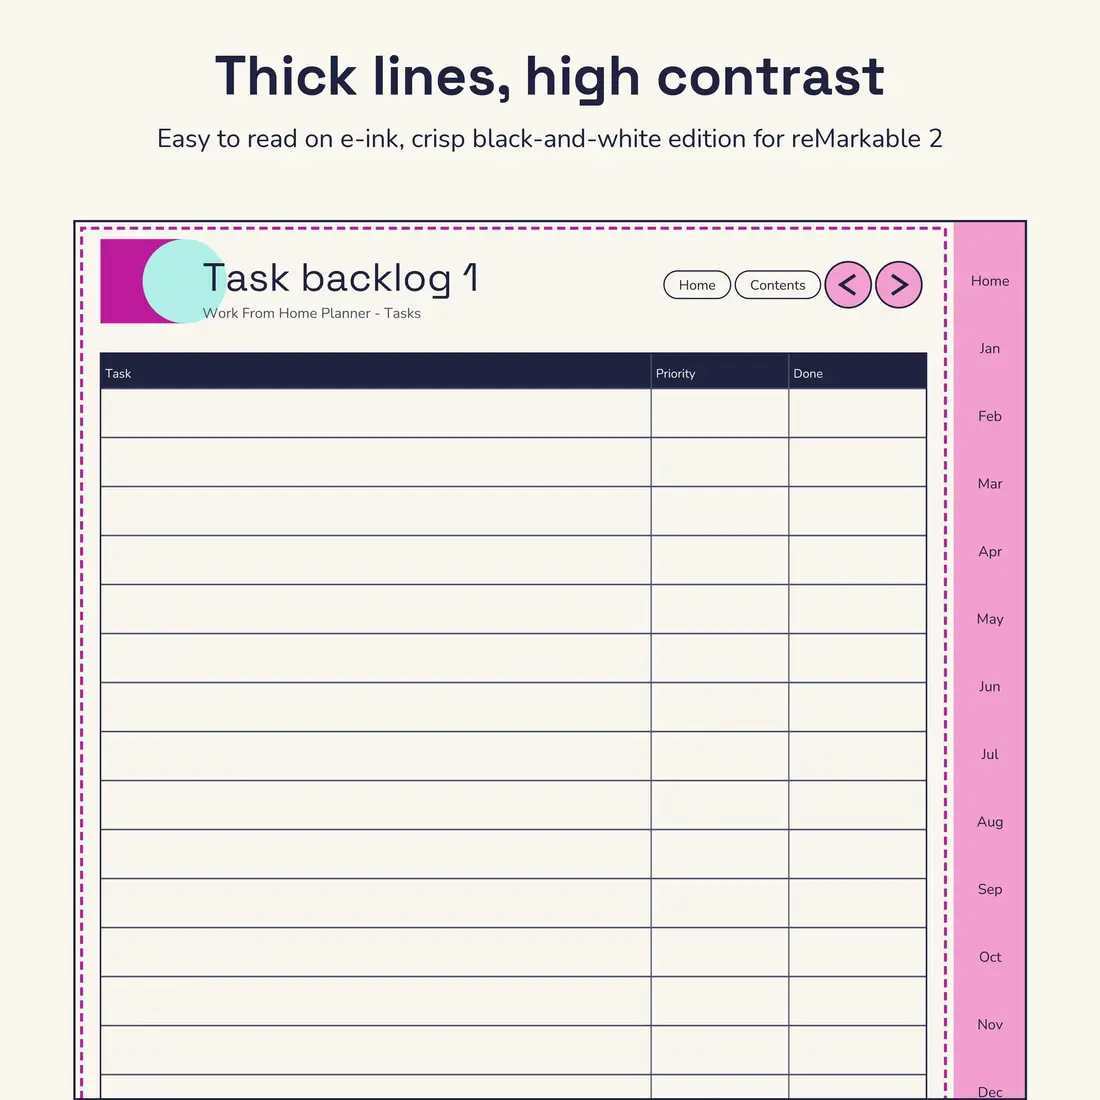 Thick lines, high contrast
Easy to read on e-ink, crisp black-and-white edition for reMarkable 2
Task backlog 1
Work From Home Planner - Tasks
Home
Contents
<
>
Task
Priority
Done
Home
Jan
Feb
Mar
Apr
May
Jun
Jul
Aug
Sep
Oct
Nov
Dec